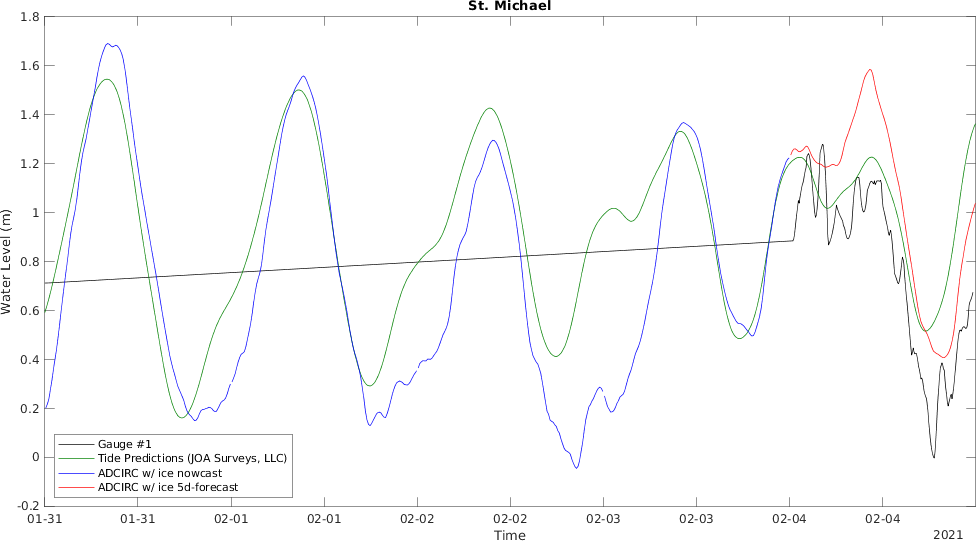 St. Michael
1.8
1.6
1.4
1.2
1
0.8
0.6
0.4
0.2
0
-0.2
Water Level (m)
Gauge #1
Tide Predictions (JOA Surveys, LLC)
ADCIRC w/ ice nowcast
ADCIRC w/ ice 5d-forecast
01-31 01-31 02-01 02-01 02-02 02-02 02-03 02-03 02-04 02-04
Time
2021